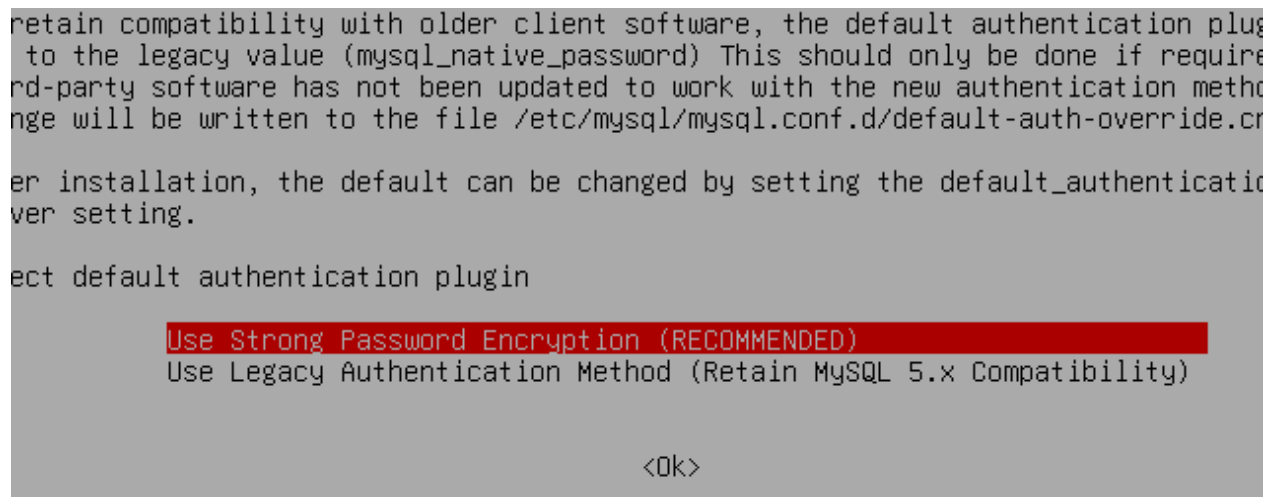 retain compatibility with older client software, the default authentication plug
to the legacy value (mysql_native_password) This should only be done if require
rd-party software has not been updated to work with the new authentication metho
nge will be written to the file /etc/mysql/mysql.conf.d/default-auth-override.cn
er installation, the default can be changed by setting the default_authenticatio
ver setting.
ect default authentication plugin
Use Strong Password Encryption (RECOMMENDED)
Use Legacy Authentication Method (Retain MySQL 5.x Compatibility)
<Ok>